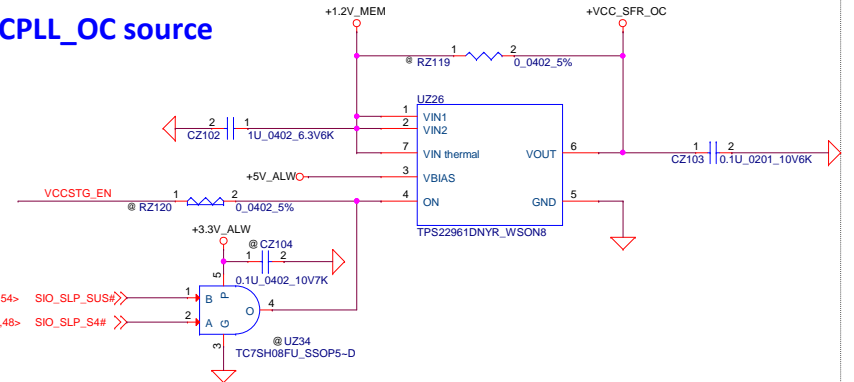 +1.2V_MEM
+VCC_SFR_OC
CPLL_OC source
@ RZ119
1
2
0_0402_5%
UZ26
2
1
CZ102
1U_0402_6.3V6K
1
VIN1
2
VIN2
7
VIN thermal
VOUT
6
1
2
CZ103
0.1U_0201_10V6K
+5V_ALW
3
VBIAS
VCCSTG_EN
1
2
@ RZ120
0_0402_5%
4
ON
GND
5
TPS22961DNYR_WSON8
+3.3V_ALW
@ CZ104
1
2
0.1U_0402_10V7K
5
54> SIO_SLP_SUS#
1
B
P
O
4
,48> SIO_SLP_S4#
2
A
G
3
@ UZ34
TC7SH08FU_SSOP5~D